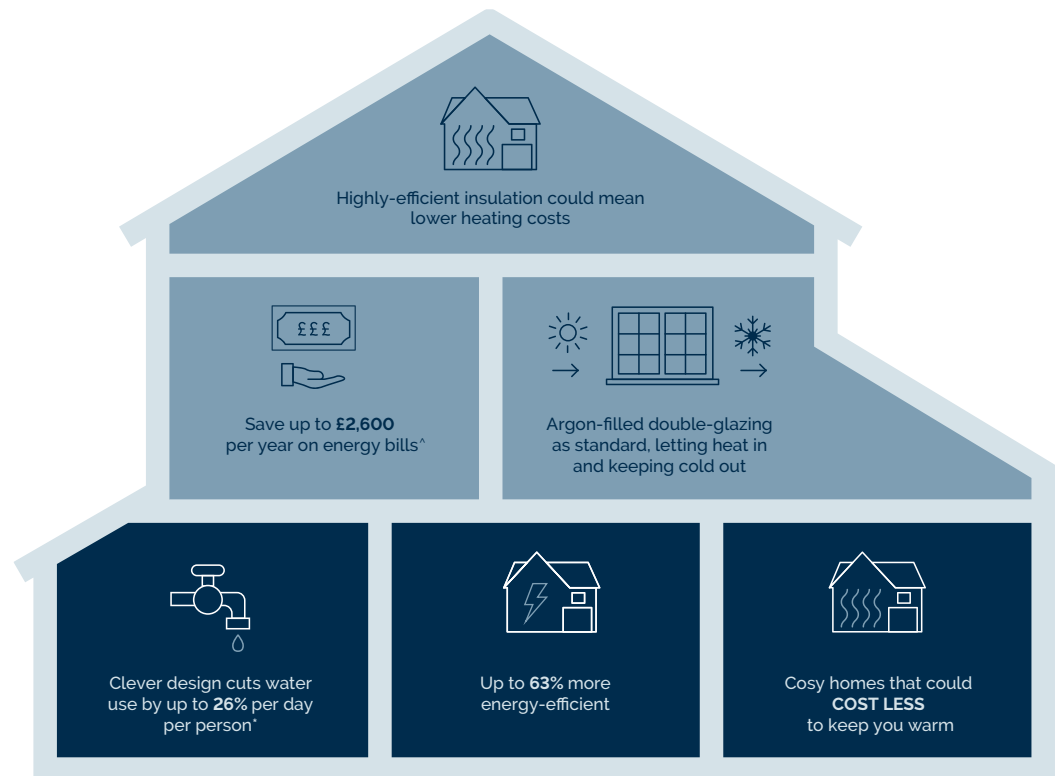 Highly-efficient insulation could mean
lower heating costs
£££
Save up to £2,600
per year on energy bills^
Argon-filled double-glazing
as standard, letting heat in
and keeping cold out
Clever design cuts water
use by up to 26% per day
per person*
Up to 63% more
energy-efficient
Cosy homes that could
COST LESS
to keep you warm